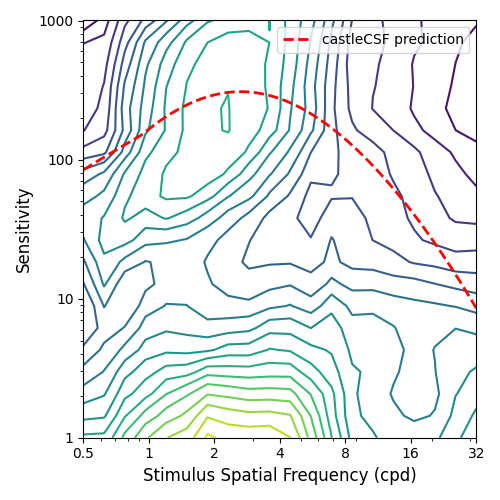 1000
castleCSF prediction
100
10
1
Sensitivity
0.5 1 2 4 8 16 32
Stimulus Spatial Frequency (cpd)